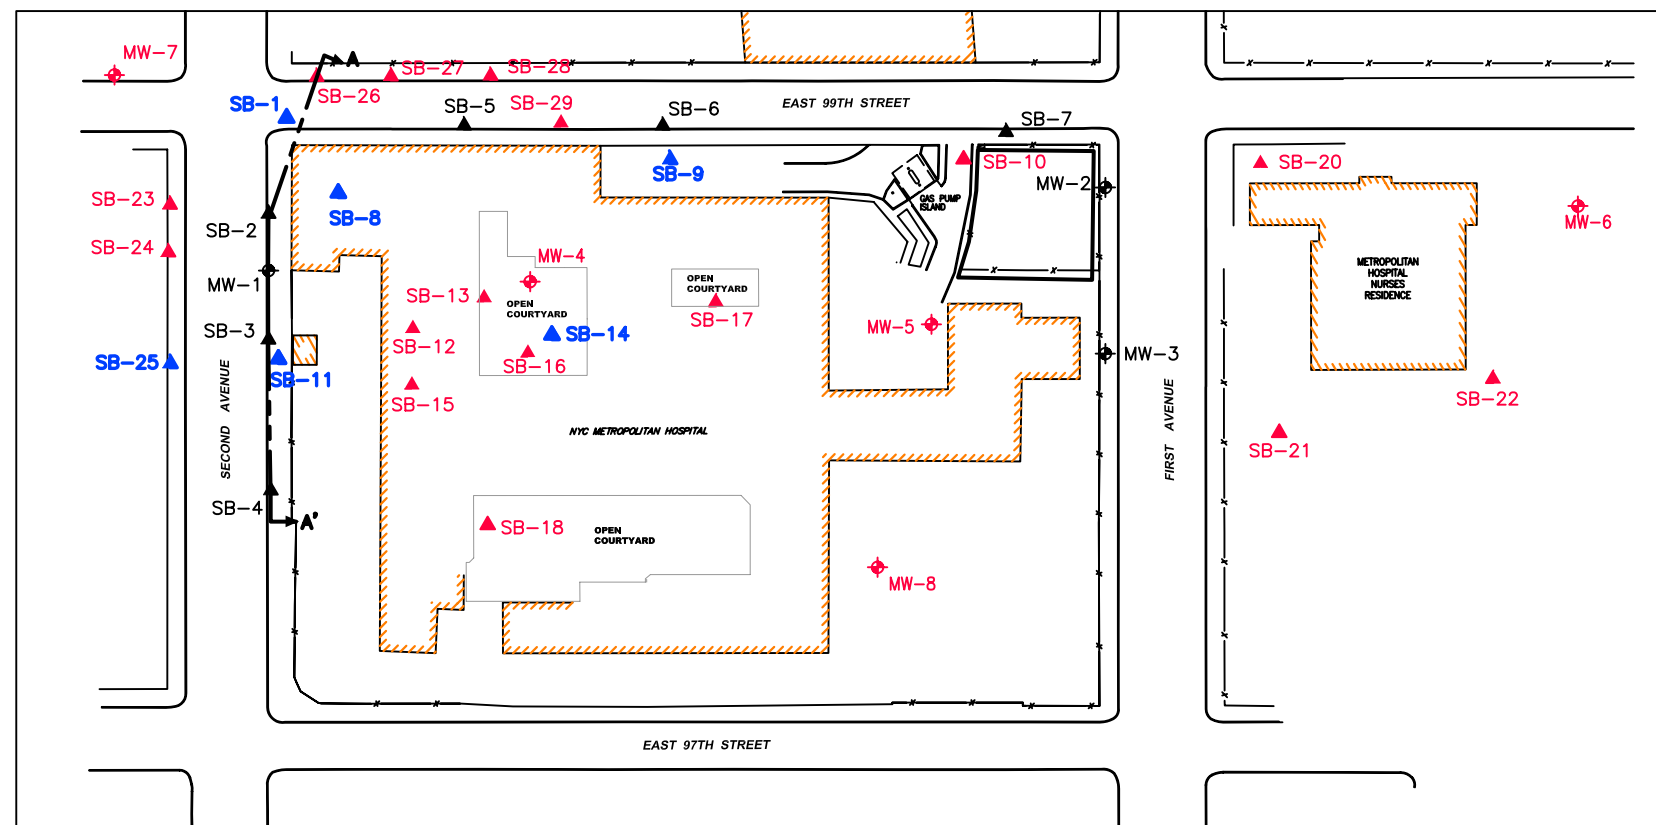 MW-7
A
SB-27
SB-28
SB-26
SB-1
SB-5
SB-29
SB-6
EAST 99TH STREET
SB-7
SB-9
SB-10
SB-20
MW-2
SB-23
SB-8
GAS PUMP
ISLAND
SB-2
MW-6
SB-24
MW-4
METROPOLITAN
HOSPITAL
NURSES
RESIDENCE
MW-1
SB-13
OPEN
COURTYARD
OPEN
COURTYARD
SB-17
MW-5
SB-3
SB-12
SB-14
MW-3
SB-25
SB-11
SB-16
SB-15
SB-22
SECOND AVENUE
FIRST AVENUE
NYC METROPOLITAN HOSPITAL
SB-21
SB-4
A'
SB-18
OPEN
COURTYARD
MW-8
EAST 97TH STREET